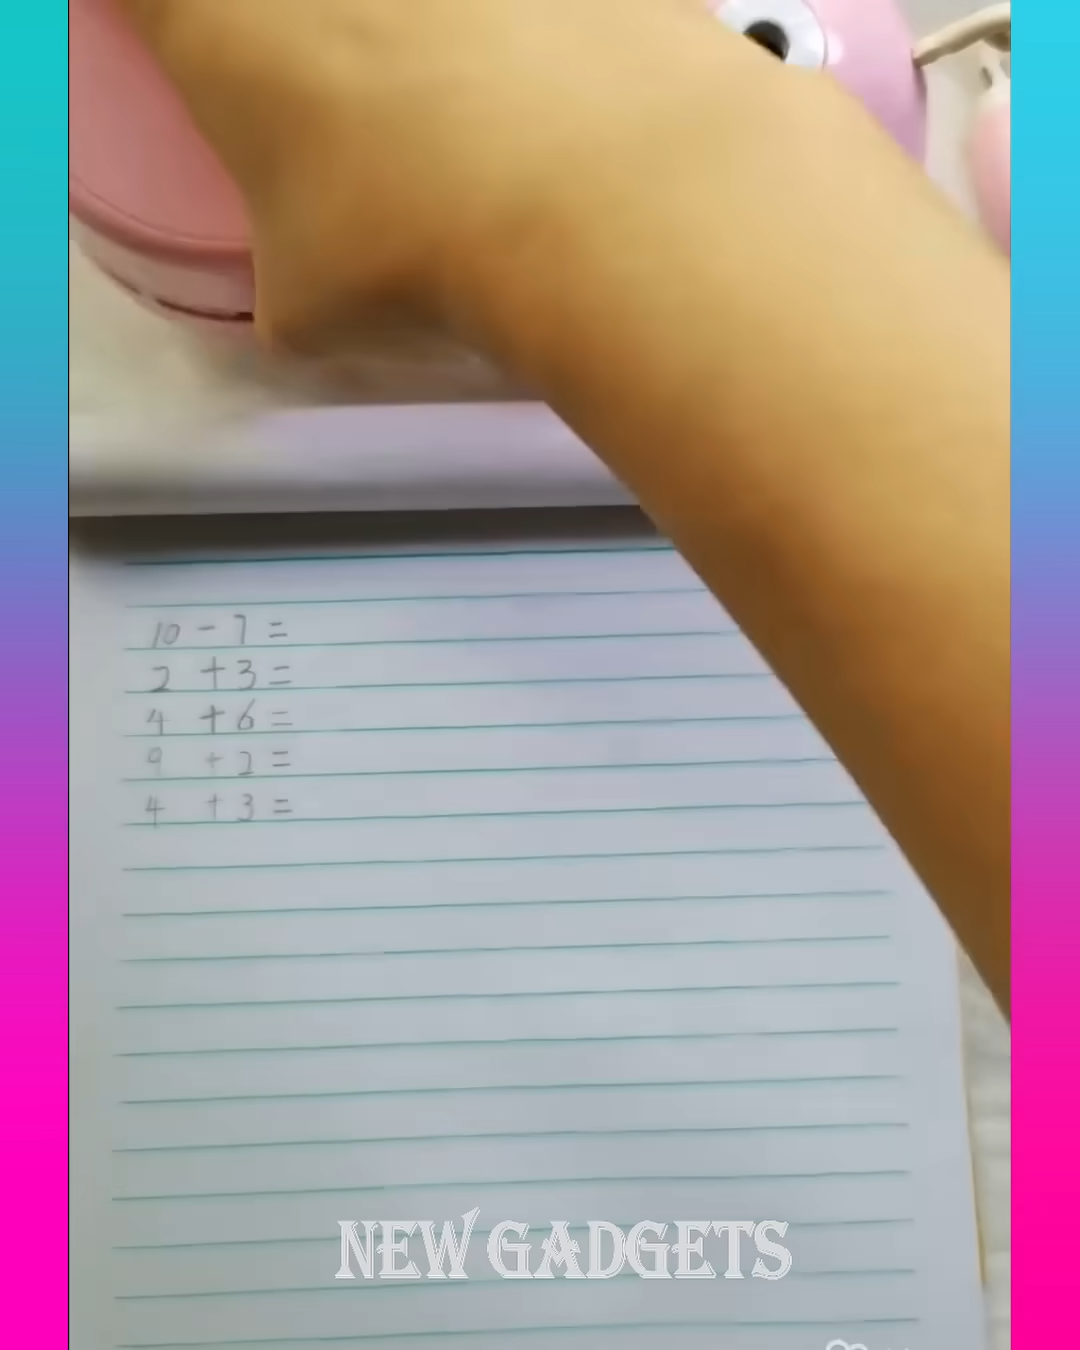 10 - 7 =
2 + 3 =
4 + 6 =
9 + 2 =
4 + 3 =
NEW GADGETS